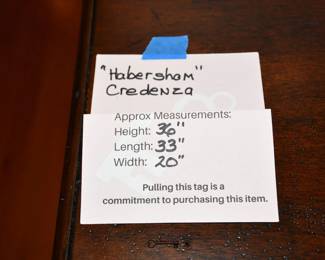 "Habersham"
Credenza
Approx Measurements:
Height: 36"
Length: 33"
Width: 20"
Pulling this tag is a
commitment to purchasing this item.